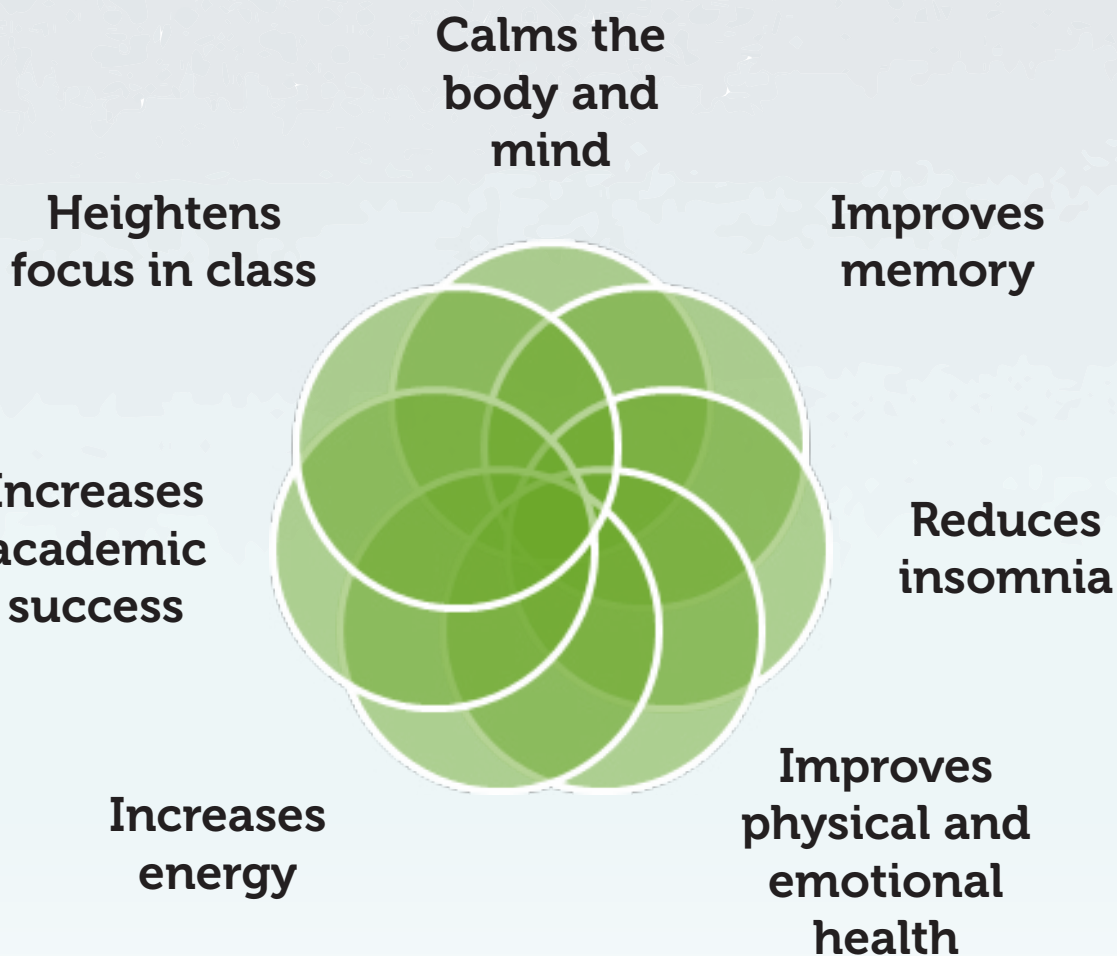 Calms the
body and
mind
Improves
memory
Reduces
insomnia
Improves
physical and
emotional
health
Increases
energy
Increases
academic
success
Heightens
focus in class